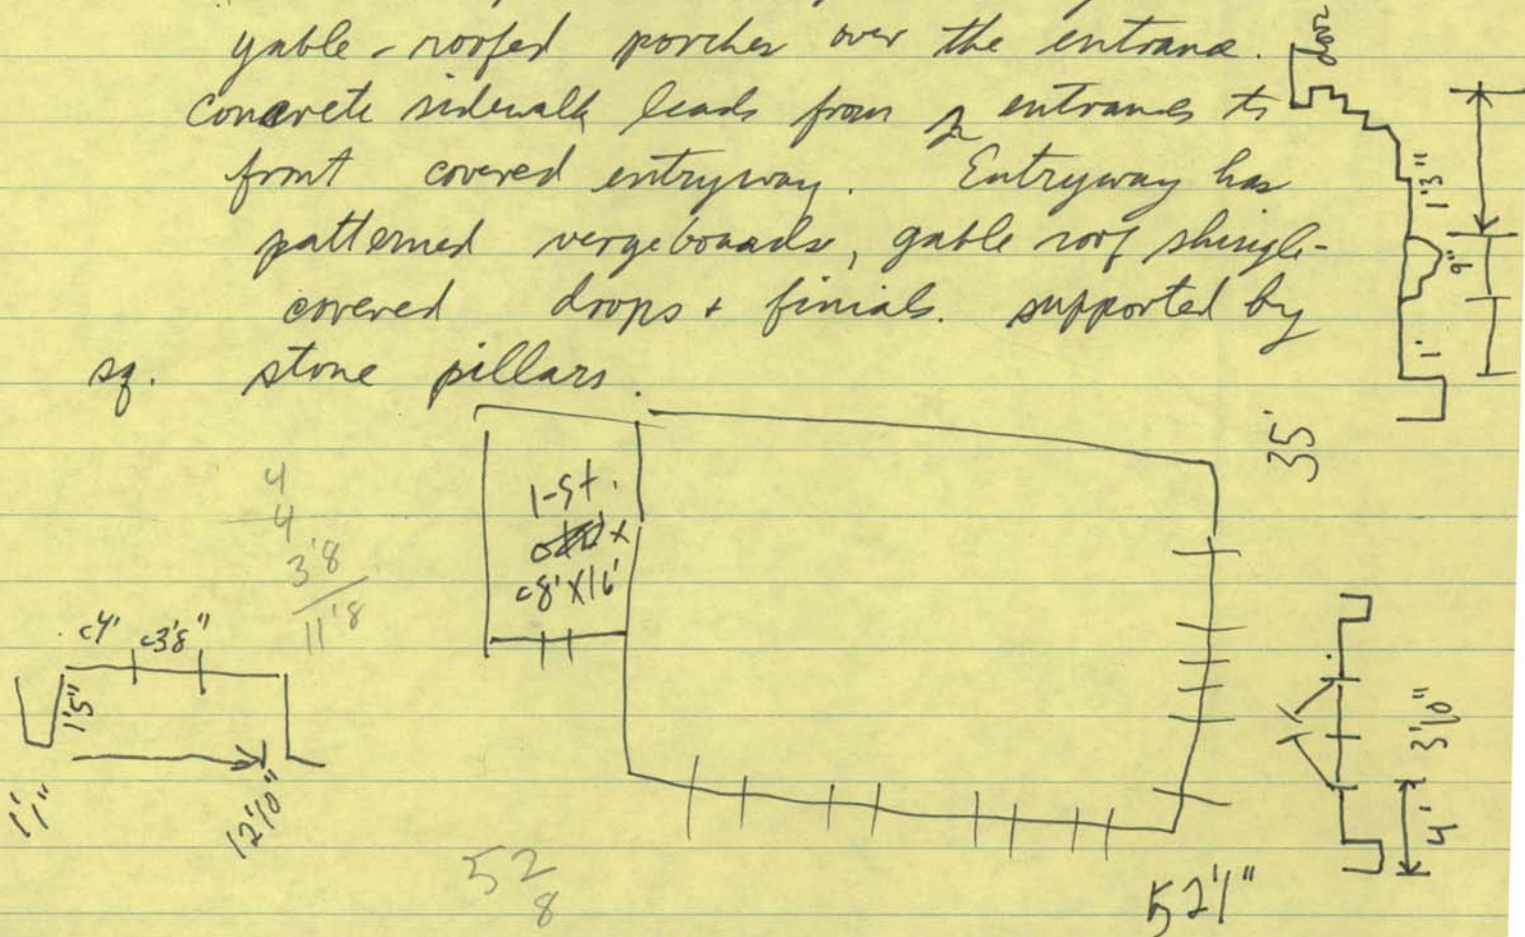 gable-roofed porches over the entrance.
concrete sidewalk leads from entrances to
front covered entryway. Entryway has
patterned vergeboards, gable roof shingle-
covered drops + finials. supported by
sq. stone pillars.
door
1'3"
9"
1'
35'
1-St.
c8'X16'
4
4
3'8
11'8
c4' c3'8"
1'5"
1'1"
12'10"
3'10"
4'
52
8
52'1"